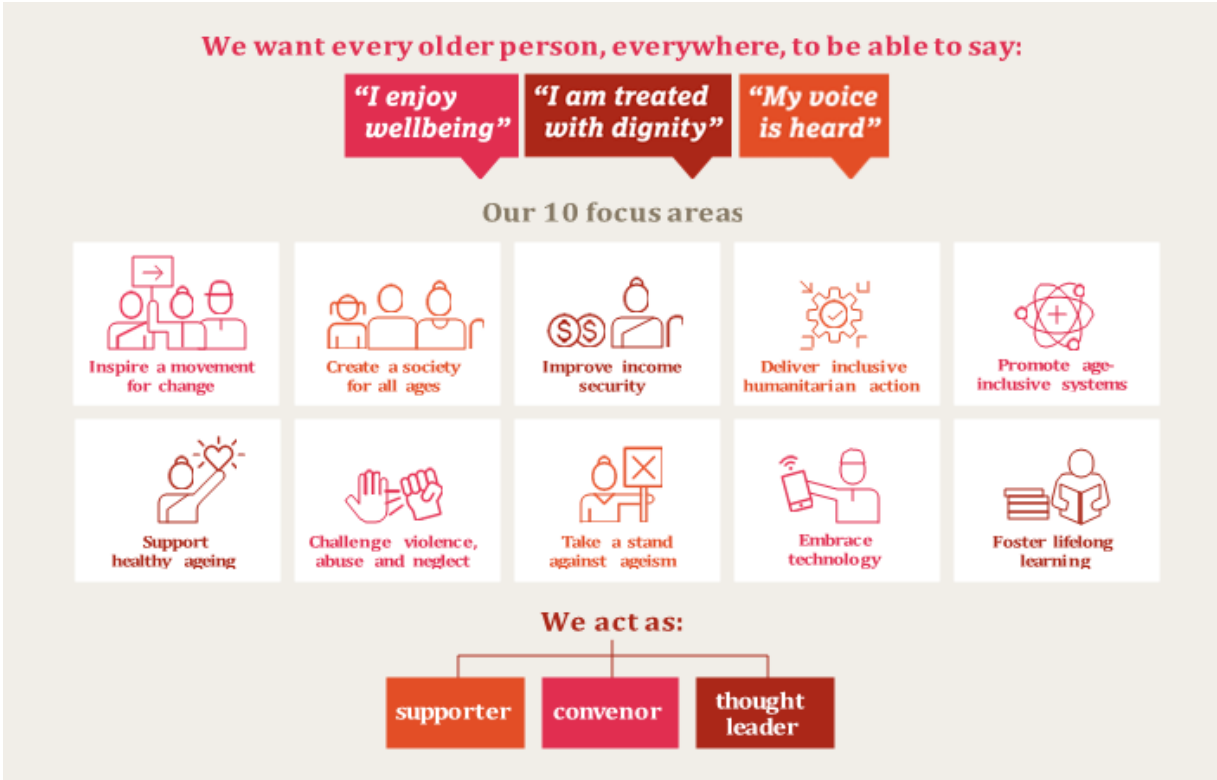 We want every older person, everywhere, to be able to say:
“I enjoy
wellbeing”
“I am treated
with dignity”
“My voice
is heard”
Our 10 focus areas
Inspire a movement
for change
Create a society
for all ages
Improve income
security
Deliver inclusive
humanitarian action
Promote age-
inclusive systems
Support
healthy ageing
Challenge violence,
abuse and neglect
Take a stand
against ageism
Embrace
technology
Foster lifelong
learning
We act as:
supporter
convenor
thought
leader